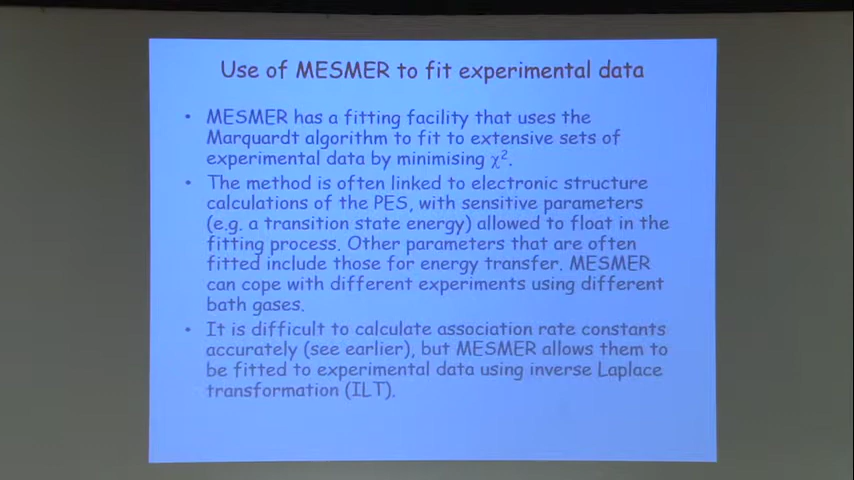 Use of MESMER to fit experimental data
• MESMER has a fitting facility that uses the
Marquardt algorithm to fit to extensive sets of
experimental data by minimising χ².
• The method is often linked to electronic structure
calculations of the PES, with sensitive parameters
(e.g. a transition state energy) allowed to float in the
fitting process. Other parameters that are often
fitted include those for energy transfer. MESMER
can cope with different experiments using different
bath gases.
• It is difficult to calculate association rate constants
accurately (see earlier), but MESMER allows them to
be fitted to experimental data using inverse Laplace
transformation (ILT).